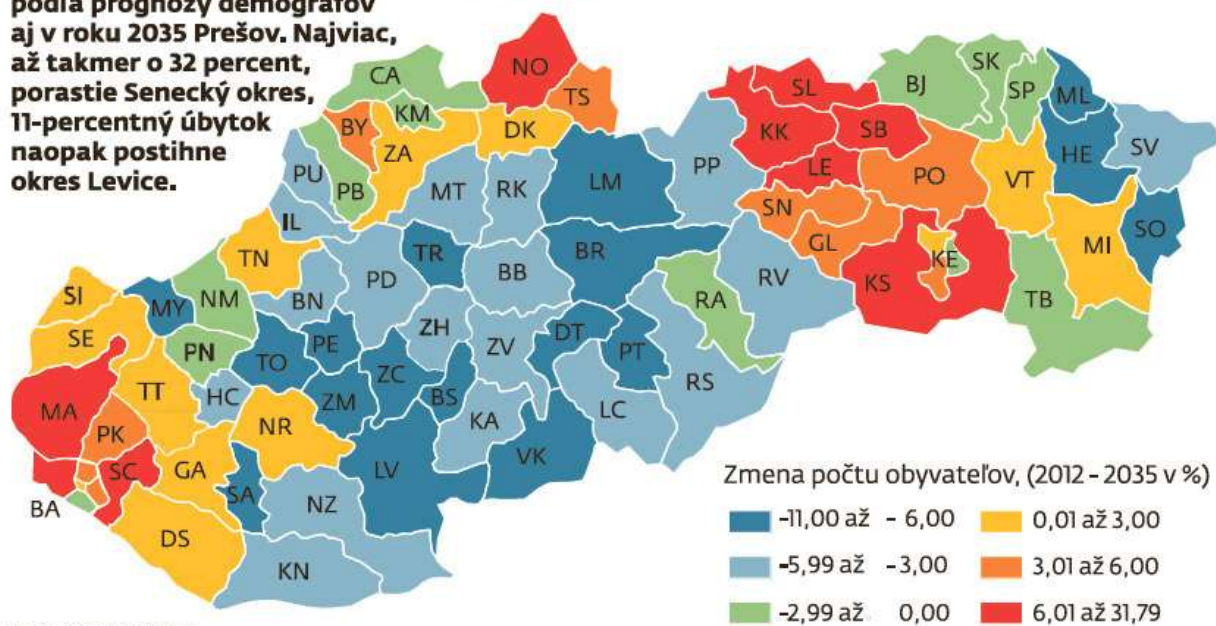 podľa prognózy demografov
aj v roku 2035 Prešov. Najviac,
až takmer o 32 percent,
porastie Senecký okres,
11-percentný úbytok
naopak postihne
okres Levice.
CA
NO
TS
BY
KM
DK
ZA
PU
PB
MT
RK
LM
PP
IL
SL
KK
SB
LE
BJ
SK
SP
ML
HE
SV
PO
VT
SN
GL
KS
KE
MI
SO
TB
TN
TR
BR
BB
PD
BN
RV
RA
SI
MY
NM
SE
PN
TO
PE
ZH
ZV
DT
PT
RS
TT
HC
ZM
ZC
BS
KA
LC
MA
PK
NR
LV
VK
SC
GA
SA
NZ
BA
DS
KN
Zmena počtu obyvateľov, (2012 - 2035 v %)
-11,00 až - 6,00
0,01 až 3,00
-5,99 až - 3,00
3,01 až 6,00
-2,99 až 0,00
6,01 až 31,79